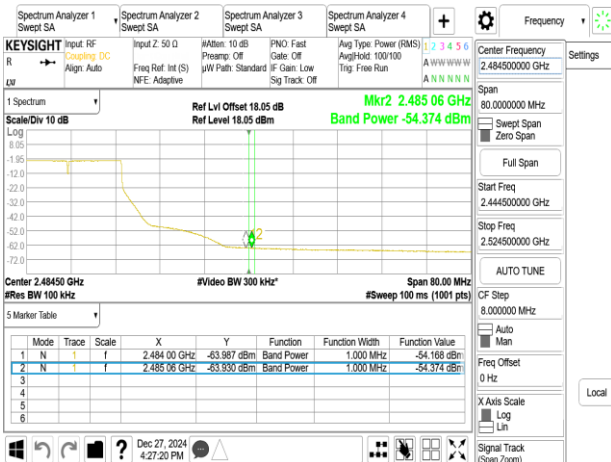 Spectrum Analyzer 1
Swept SA
Spectrum Analyzer 2
Swept SA
Spectrum Analyzer 3
Swept SA
Spectrum Analyzer 4
Swept SA
+
Frequency
KEYSIGHT
R
Input: RF
Coupling: DC
Align: Auto
Input Z: 50 Ω
Freq Ref: Int (S)
NFE: Adaptive
#Atten: 10 dB
Preamp: Off
µW Path: Standard
PNO: Fast
Gate: Off
IF Gain: Low
Sig Track: Off
Avg Type: Power (RMS)
Avg|Hold: 100/100
Trig: Free Run
1 2 3 4 5 6
A W W W W W
A N N N N N
1 Spectrum
Scale/Div 10 dB
Ref Lvl Offset 18.05 dB
Ref Level 18.05 dBm
Mkr2 2.485 06 GHz
Band Power -54.374 dBm
Log
8.05
-1.95
-12.0
-22.0
-32.0
-42.0
-52.0
-62.0
-72.0
2
Center 2.48450 GHz
#Res BW 100 kHz
#Video BW 300 kHz*
Span 80.00 MHz
#Sweep 100 ms (1001 pts)
5 Marker Table
Mode Trace Scale X Y Function Function Width Function Value
1 N 1 f 2.484 00 GHz -63.987 dBm Band Power 1.000 MHz -54.168 dBm
2 N 1 f 2.485 06 GHz -63.930 dBm Band Power 1.000 MHz -54.374 dBm
3
4
5
6
Dec 27, 2024
4:27:20 PM
Center Frequency
2.484500000 GHz
Span
80.0000000 MHz
Swept Span
Zero Span
Full Span
Start Freq
2.444500000 GHz
Stop Freq
2.524500000 GHz
AUTO TUNE
CF Step
8.000000 MHz
Auto
Man
Freq Offset
0 Hz
X Axis Scale
Log
Lin
Signal Track
(Span Zoom)
Settings
Local